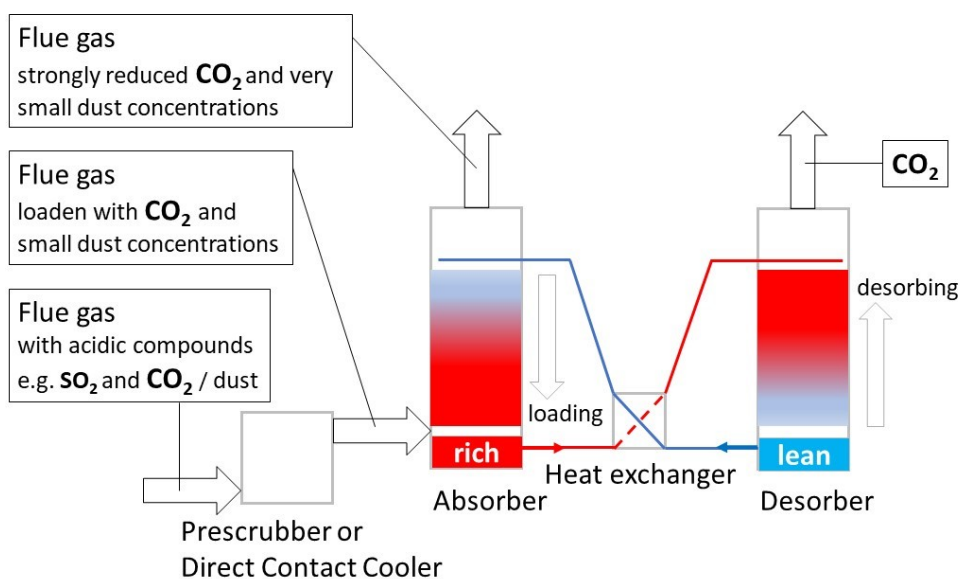 Flue gas
strongly reduced CO2 and very
small dust concentrations
Flue gas
loaden with CO2 and
small dust concentrations
Flue gas
with acidic compounds
e.g. SO2 and CO2 / dust
CO2
desorbing
loading
rich
lean
Heat exchanger
Absorber
Desorber
Prescrubber or
Direct Contact Cooler